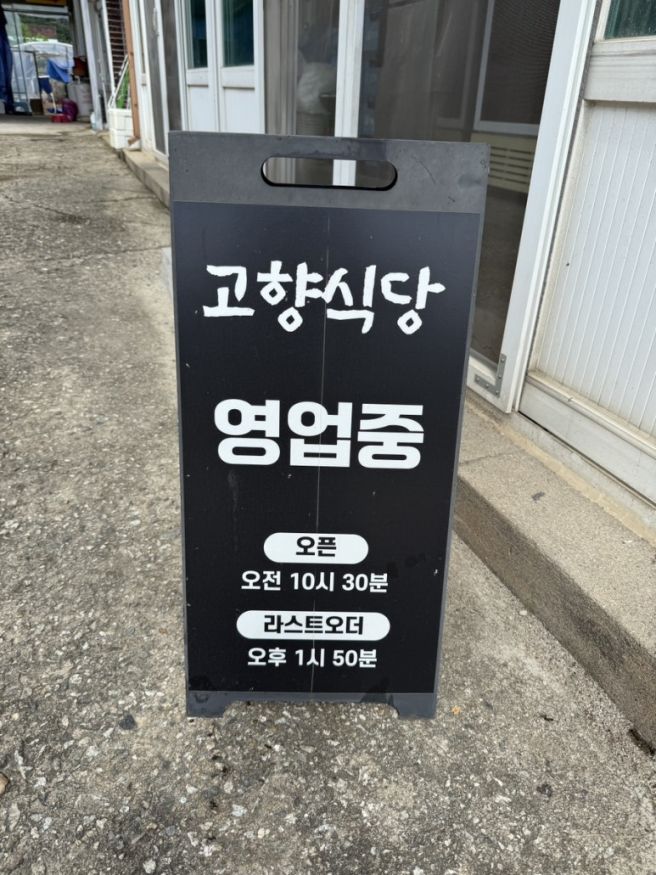 고향식당
영업중
오픈
오전 10시 30분
라스트오더
오후 1시 50분